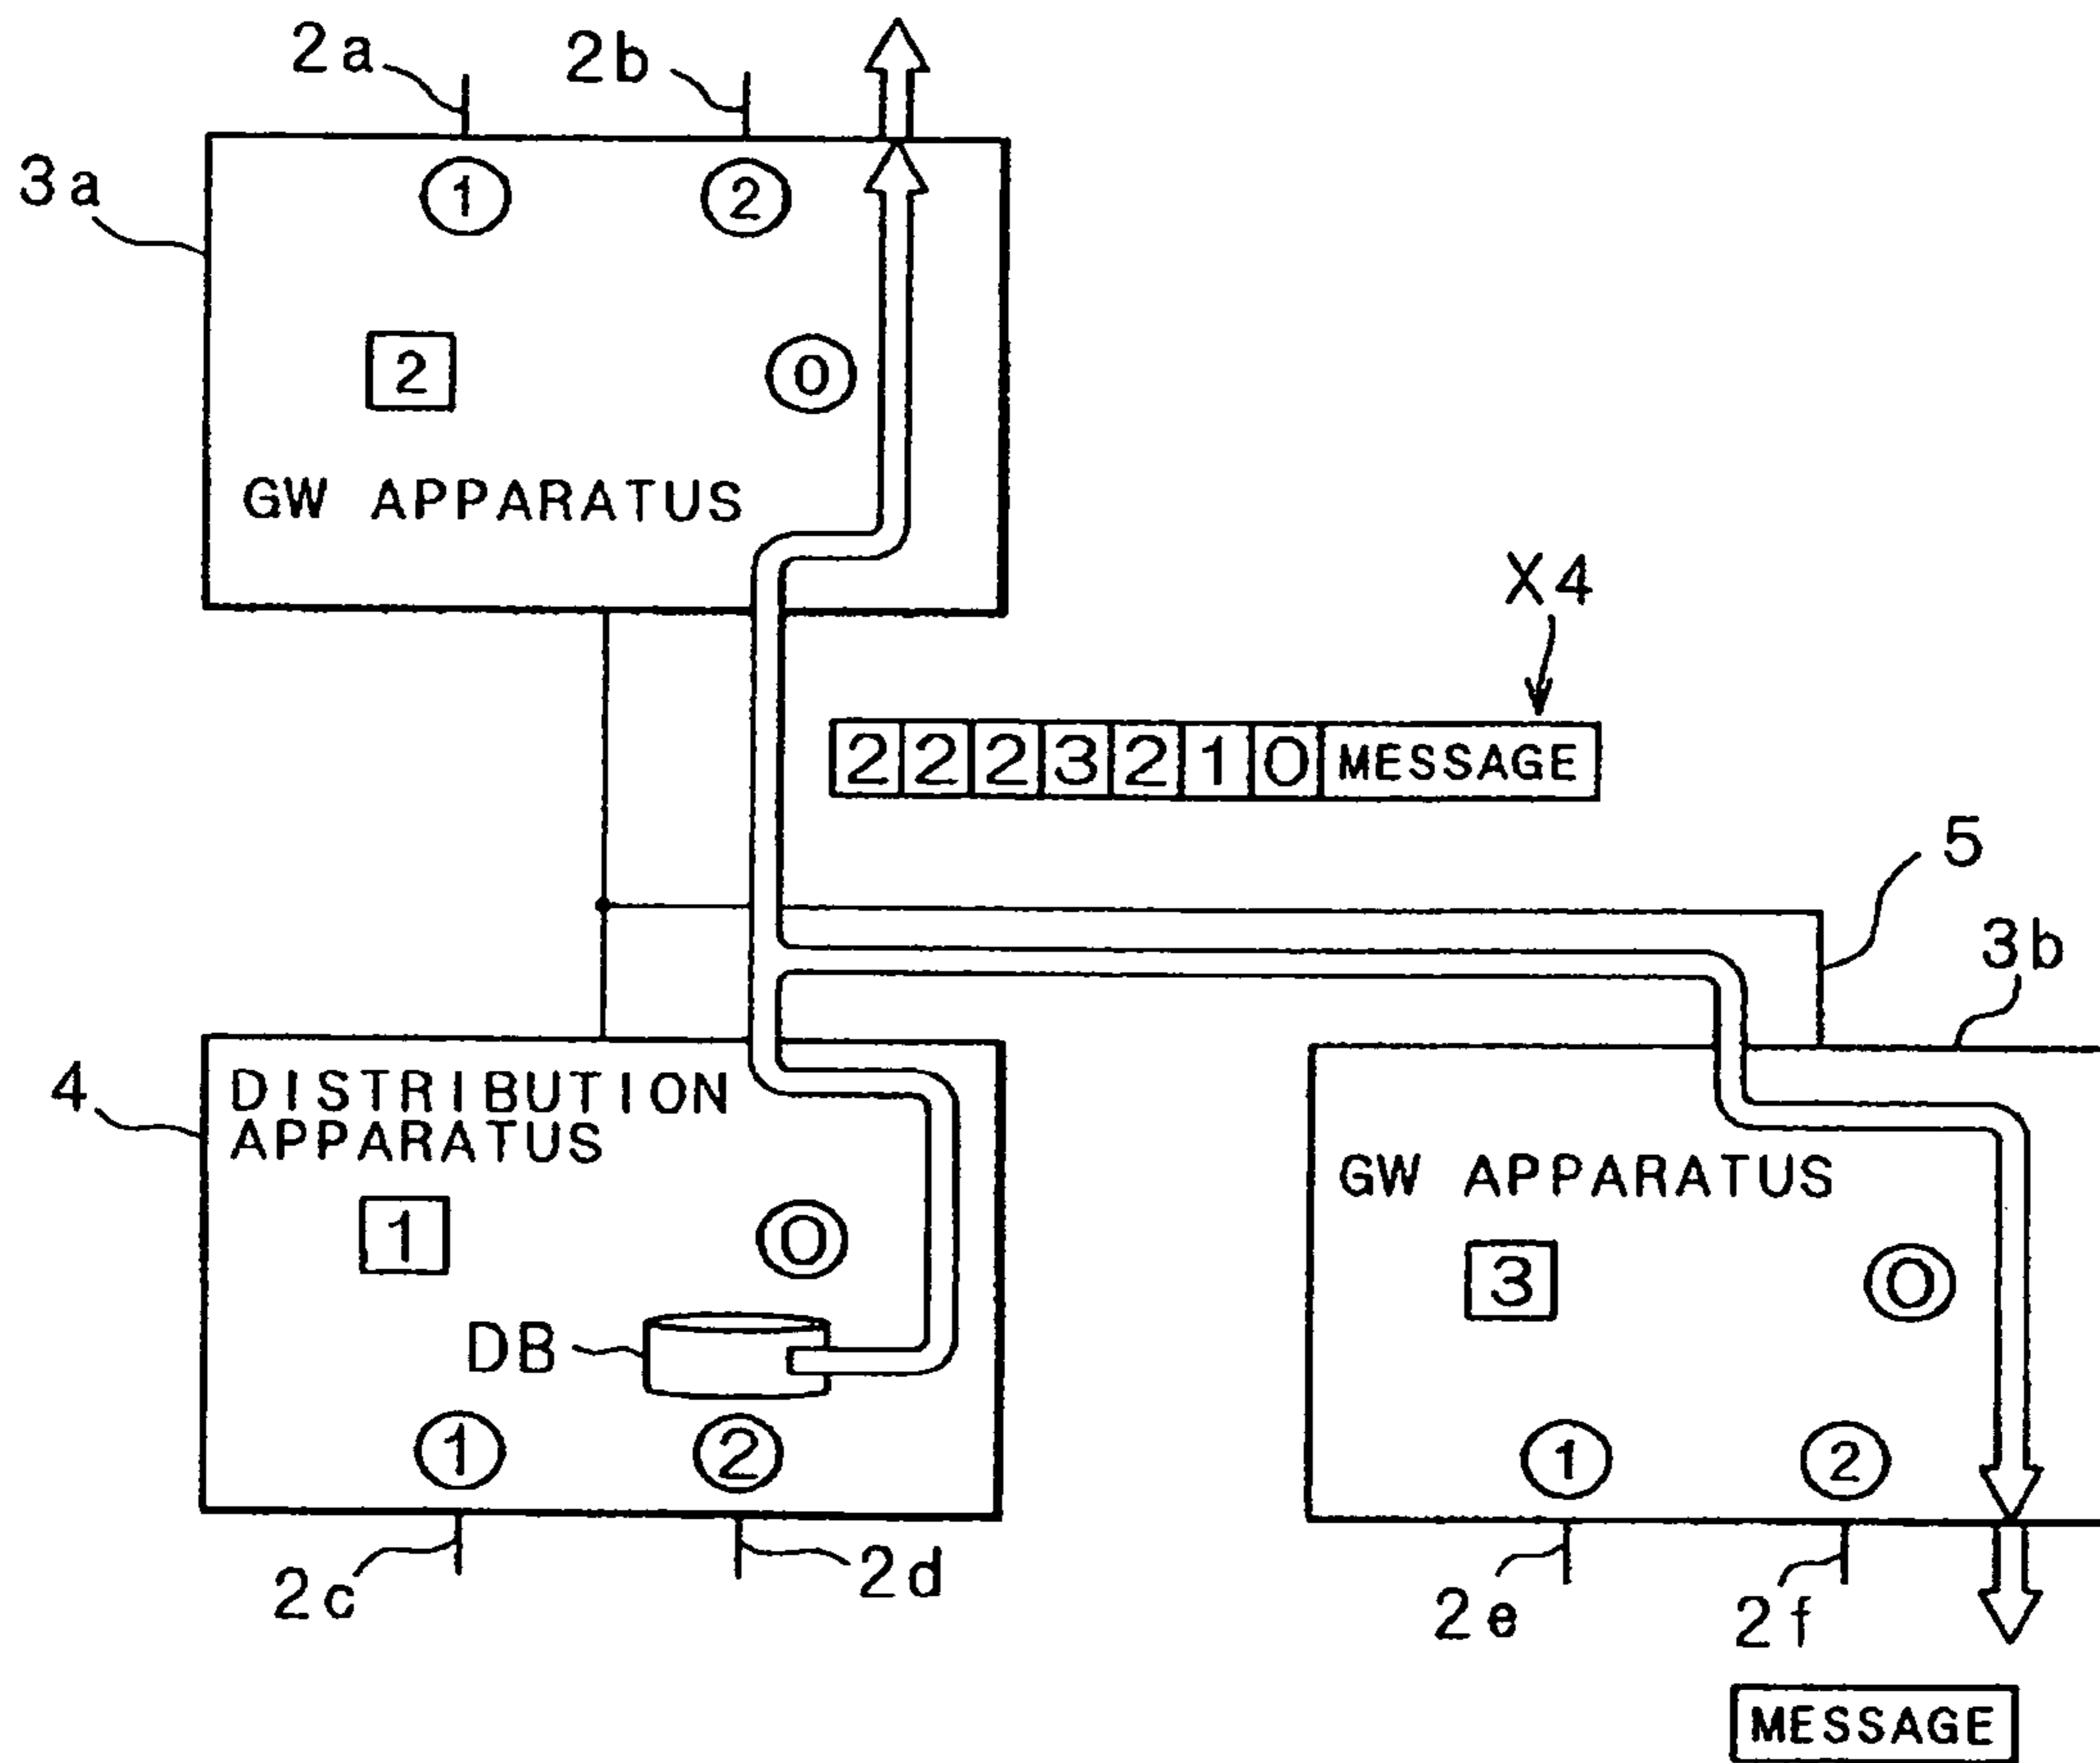 2a
2b
3a
1
2
2
0
GW APPARATUS
X4
2 2 2 3 2 1 0 MESSAGE
5
3b
4
DISTRIBUTION
APPARATUS
1
0
DB
1
2
2c
2d
GW APPARATUS
3
0
1
2
2e
2f
MESSAGE